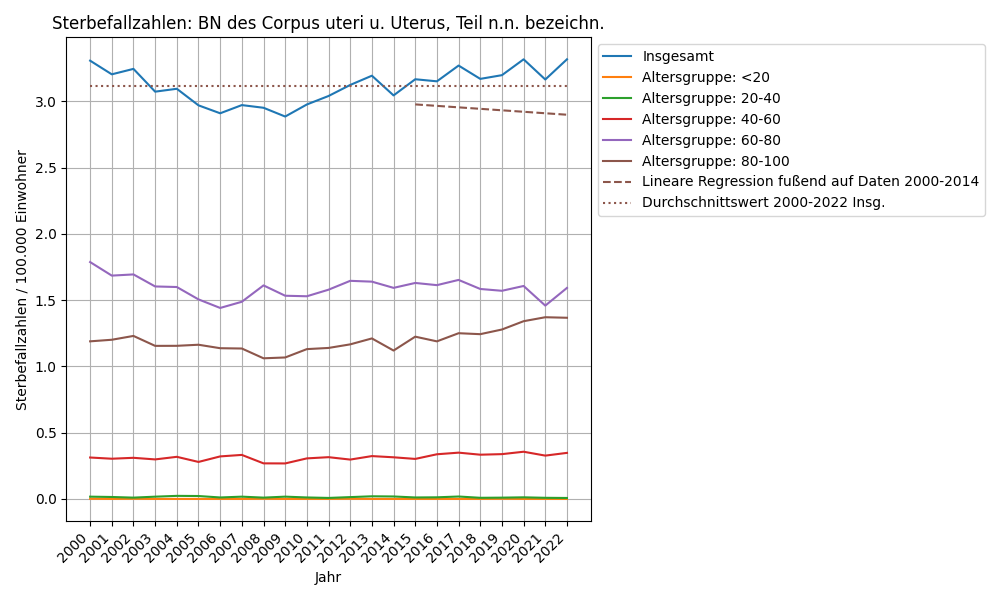 Sterbefallzahlen: BN des Corpus uteri u. Uterus, Teil n.n. bezeichn.
Insgesamt
Altersgruppe: <20
Altersgruppe: 20-40
Altersgruppe: 40-60
Altersgruppe: 60-80
Altersgruppe: 80-100
Lineare Regression fußend auf Daten 2000-2014
Durchschnittswert 2000-2022 Insg.
Sterbefallzahlen / 100.000 Einwohner
3.0
2.5
2.0
1.5
1.0
0.5
0.0
2000 2001 2002 2003 2004 2005 2006 2007 2008 2009 2010 2011 2012 2013 2014 2015 2016 2017 2018 2019 2020 2021 2022
Jahr